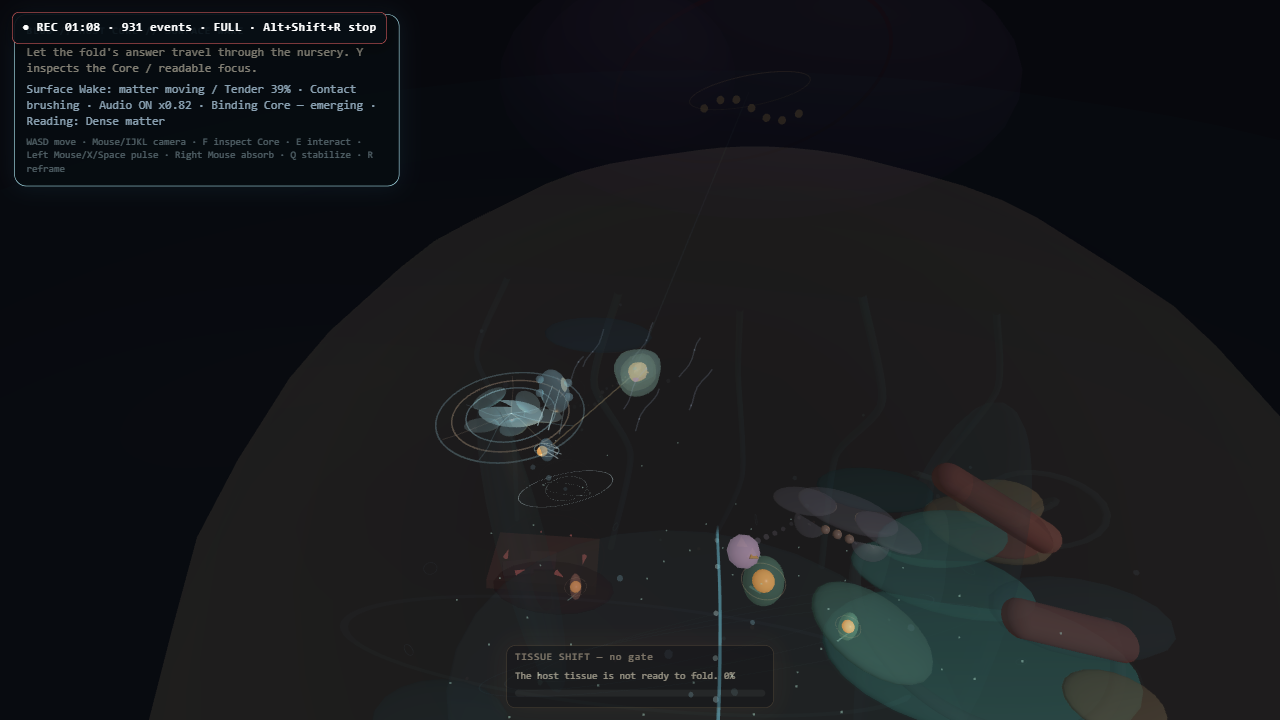 ● REC 01:08 · 931 events · FULL · Alt+Shift+R stop
Let the fold's answer travel through the nursery. Y
inspects the Core / readable focus.
Surface Wake: matter moving / Tender 39% · Contact
brushing · Audio ON x0.82 · Binding Core — emerging ·
Reading: Dense matter
WASD move · Mouse/IJKL camera · F inspect Core · E interact ·
Left Mouse/X/Space pulse · Right Mouse absorb · Q stabilize · R
reframe
TISSUE SHIFT — no gate
The host tissue is not ready to fold. 0%